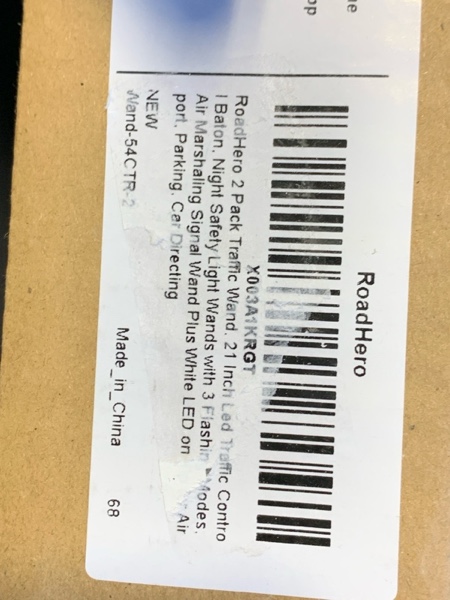 RoadHero
X003A1KRGT
RoadHero 2 Pack Traffic Wand, 21 Inch Led Traffic Contro
l Baton, Night Safety Light Wands with 3 Flashin Modes,
Air Marshaling Signal Wand Plus White LED on Air
port, Parking, Car Directing
NEW
Wand-54CTR-2
Made_in_China 68